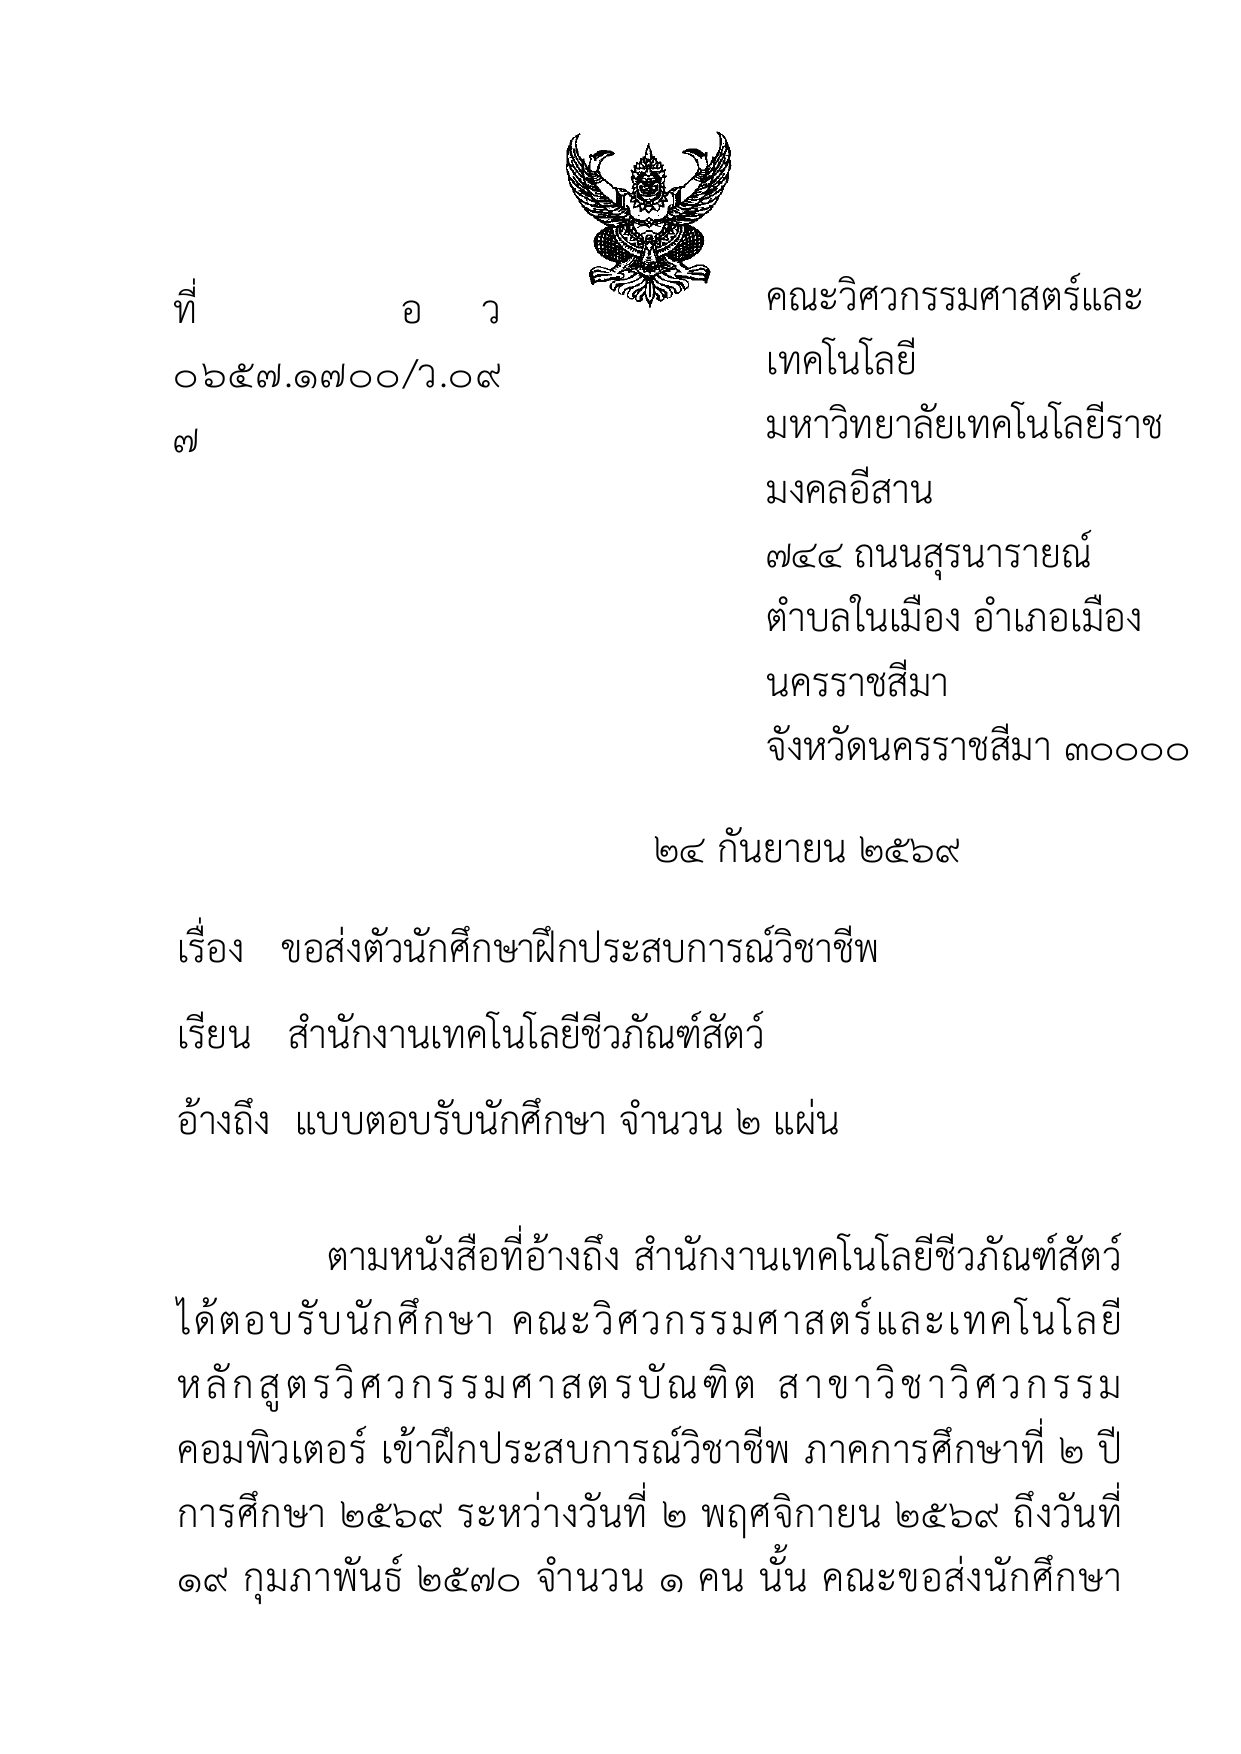 ที่ อว
๐๖๕๗.๑๗๐๐/ว.๐๙
๗
คณะวิศวกรรมศาสตร์และ
เทคโนโลยี
มหาวิทยาลัยเทคโนโลยีราช
มงคลอีสาน
๗๔๔ ถนนสุรนารายณ์
ตำบลในเมือง อำเภอเมือง
นครราชสีมา
จังหวัดนครราชสีมา ๓๐๐๐๐
๒๔ กันยายน ๒๕๖๙
เรื่อง ขอส่งตัวนักศึกษาฝึกประสบการณ์วิชาชีพ
เรียน สำนักงานเทคโนโลยีชีวภัณฑ์สัตว์
อ้างถึง แบบตอบรับนักศึกษา จำนวน ๒ แผ่น
ตามหนังสือที่อ้างถึง สำนักงานเทคโนโลยีชีวภัณฑ์สัตว์
ได้ตอบรับนักศึกษา คณะวิศวกรรมศาสตร์และเทคโนโลยี
หลักสูตรวิศวกรรมศาสตรบัณฑิต สาขาวิชาวิศวกรรม
คอมพิวเตอร์ เข้าฝึกประสบการณ์วิชาชีพ ภาคการศึกษาที่ ๒ ปี
การศึกษา ๒๕๖๙ ระหว่างวันที่ ๒ พฤศจิกายน ๒๕๖๙ ถึงวันที่
๑๙ กุมภาพันธ์ ๒๕๗๐ จำนวน ๑ คน นั้น คณะขอส่งนักศึกษา